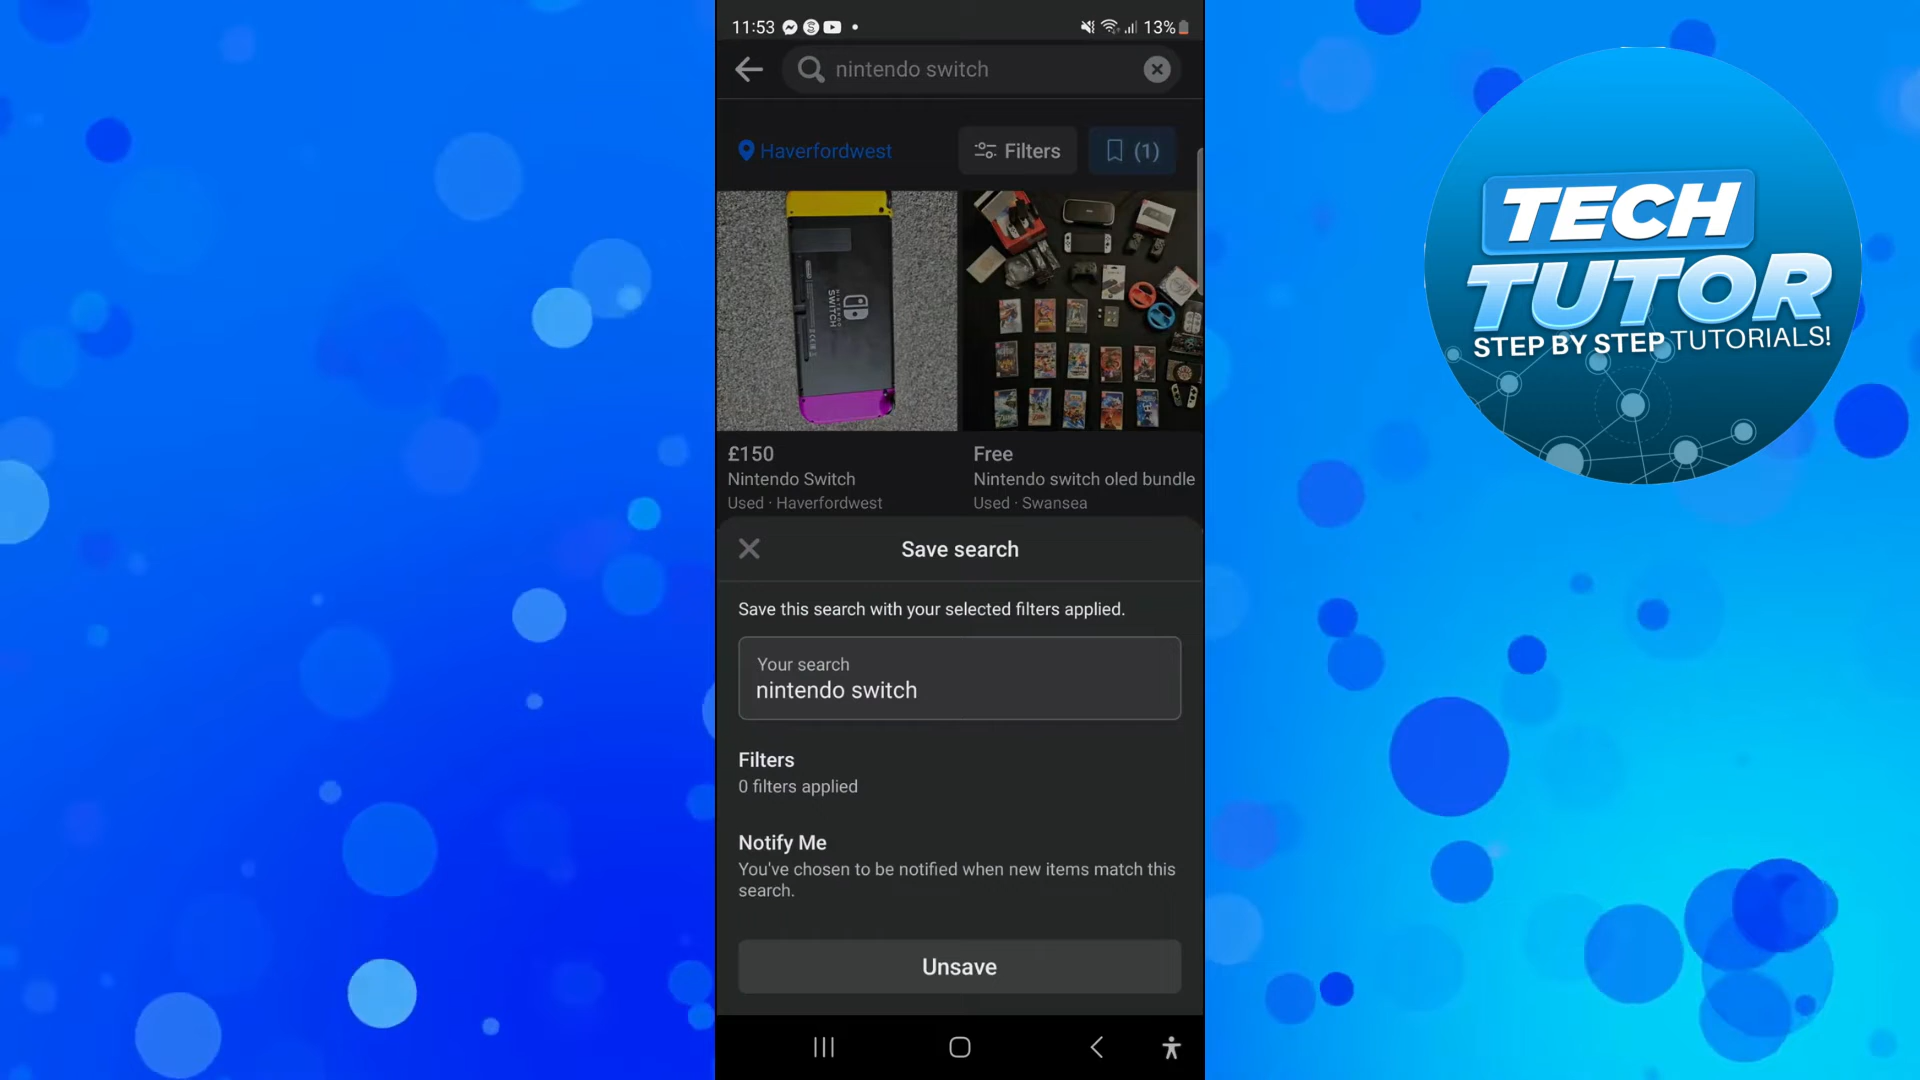 11:53
13%
nintendo switch
Haversfordwest
Filters
(1)
NINTENDO
SWITCH
£150
Nintendo Switch
Used · Haverfordwest
Free
Nintendo switch oled bundle
Used · Swansea
Save search
Save this search with your selected filters applied.
Your search
nintendo switch
Filters
0 filters applied
Notify Me
You've chosen to be notified when new items match this
search.
Unsave
TECH
TUTOR
STEP BY STEP TUTORIALS!